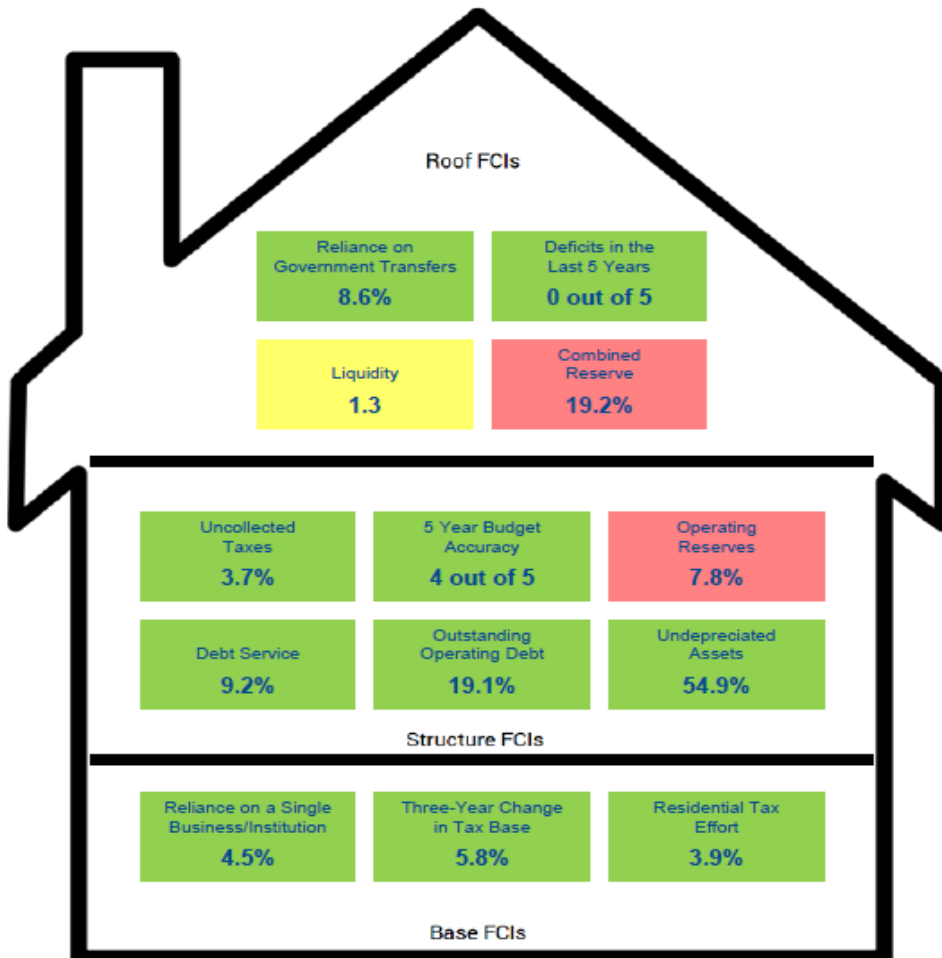 Roof FCIs
Reliance on
Government Transfers
8.6%
Deficits in the
Last 5 Years
0 out of 5
Liquidity
1.3
Combined
Reserve
19.2%
Uncollected
Taxes
3.7%
5 Year Budget
Accuracy
4 out of 5
Operating
Reserves
7.8%
Debt Service
9.2%
Outstanding
Operating Debt
19.1%
Undepreciated
Assets
54.9%
Structure FCIs
Reliance on a Single
Business/Institution
4.5%
Three-Year Change
in Tax Base
5.8%
Residential Tax
Effort
3.9%
Base FCIs